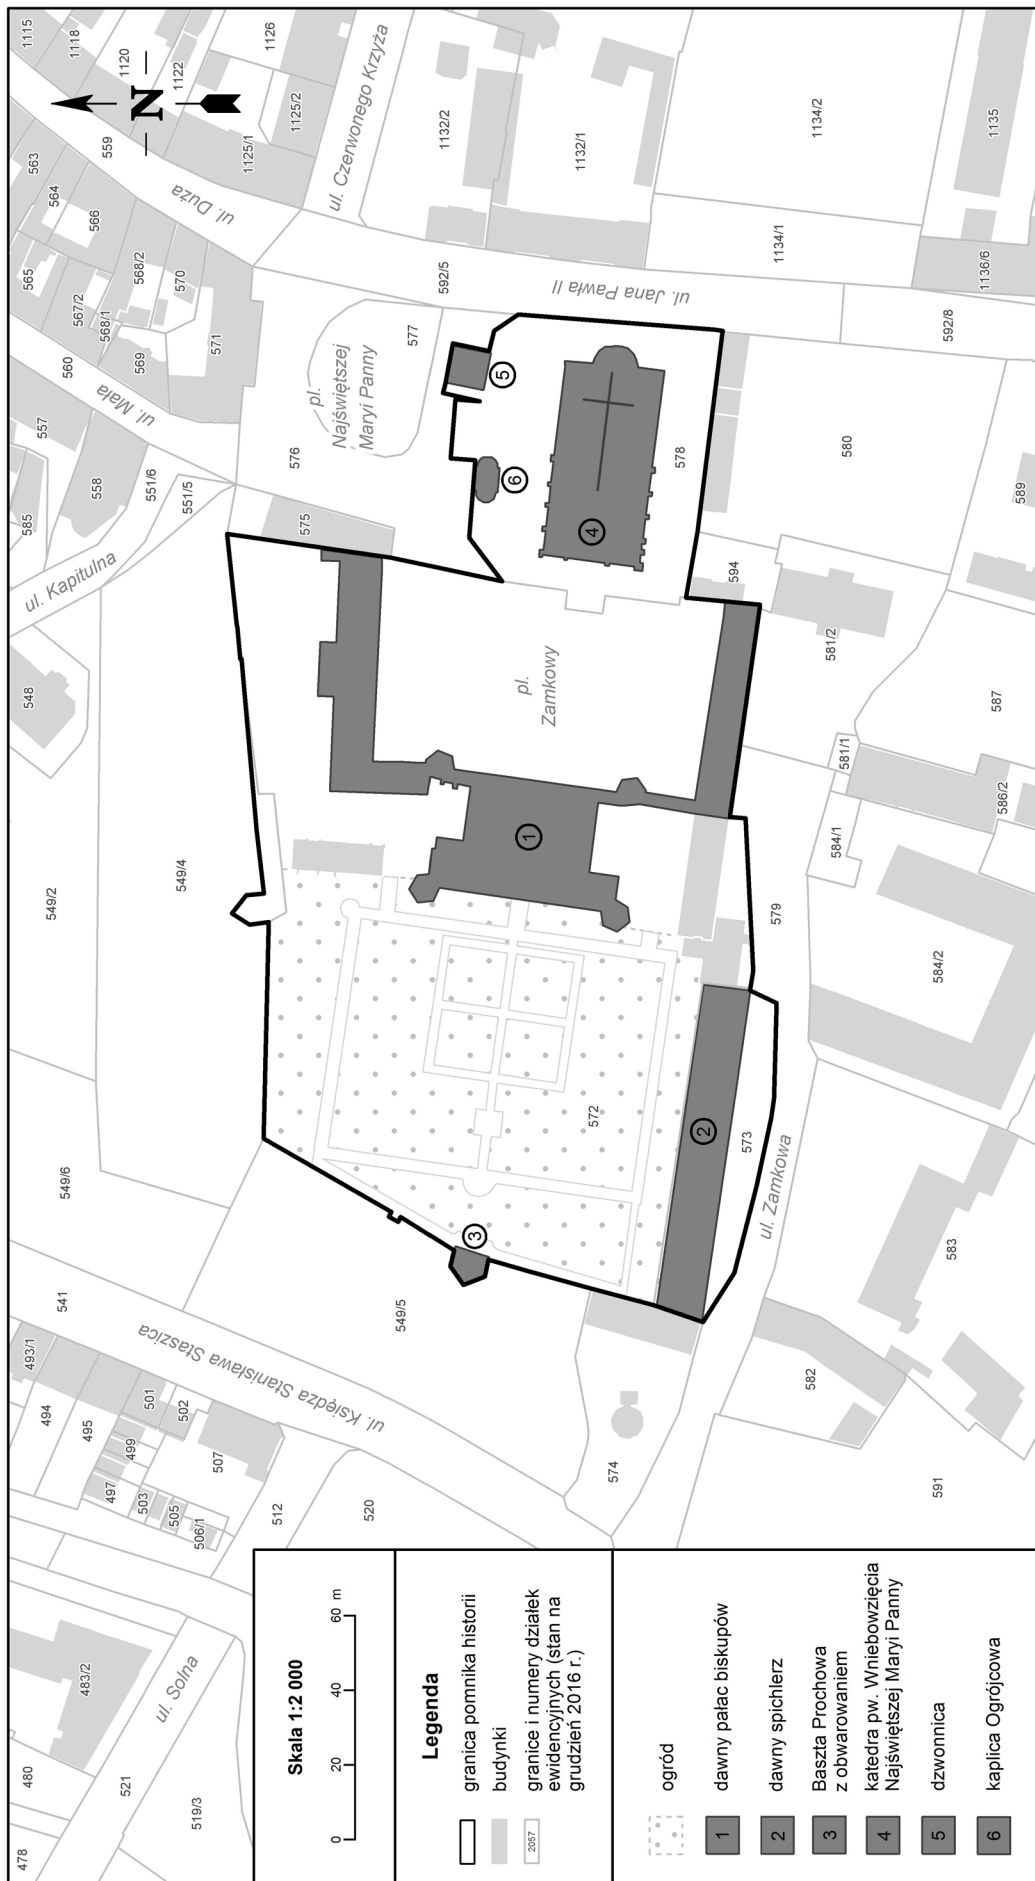 1115
1118
1120
1122
1126
N
1125/2
559
1125/1
ul. Czerwonego Krzyża
1132/2
1132/1
1134/2
1135
563
564
566
565
567/2
568/2
568/1
570
569
571
ul. Duża
592/5
ul. Jana Pawła II
1134/1
1136/6
592/8
560
ul. Mała
557
585
558
551/6
551/5
ul. Kapitulna
575
576
577
pl.
Najświętszej
Maryi Panny
5
6
4
578
580
589
594
581/2
587
548
549/2
549/4
pl.
Zamkowy
1
581/1
586/2
584/1
579
584/2
572
2
573
3
549/6
549/5
541
ul. Księdza Stanisława Staszica
ul. Zamkowa
583
582
591
574
493/1
494
495
501
502
499
497
507
503
505
506/1
512
520
483/2
ul. Solna
480
521
478
519/3
Skala 1:2 000
0
20
40
60 m
Legenda
granica pomnika historii
budynki
2057
granice i numery działek
ewidencyjnych (stan na
grudzień 2016 r.)
ogród
1
dawny pałac biskupów
2
dawny spichlerz
3
Baszta Prochowa
z obwarowaniem
4
katedra pw. Wniebowzięcia
Najświętszej Maryi Panny
5
dzwonnica
6
kaplica Ogrójcowa